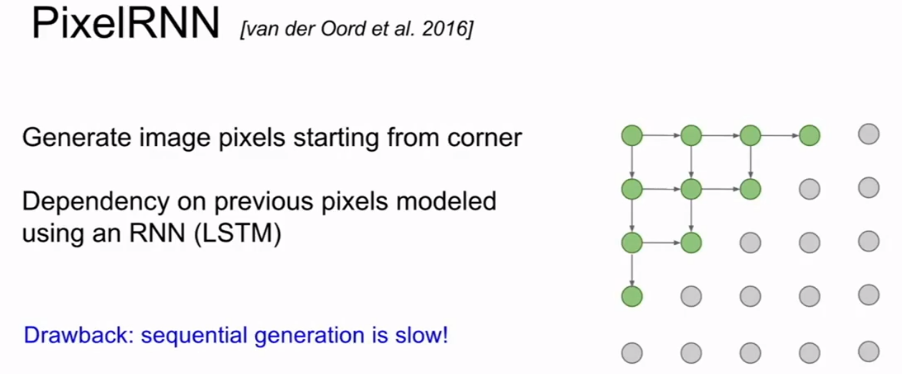 PixelRNN [van der Oord et al. 2016]
Generate image pixels starting from corner
Dependency on previous pixels modeled
using an RNN (LSTM)
Drawback: sequential generation is slow!